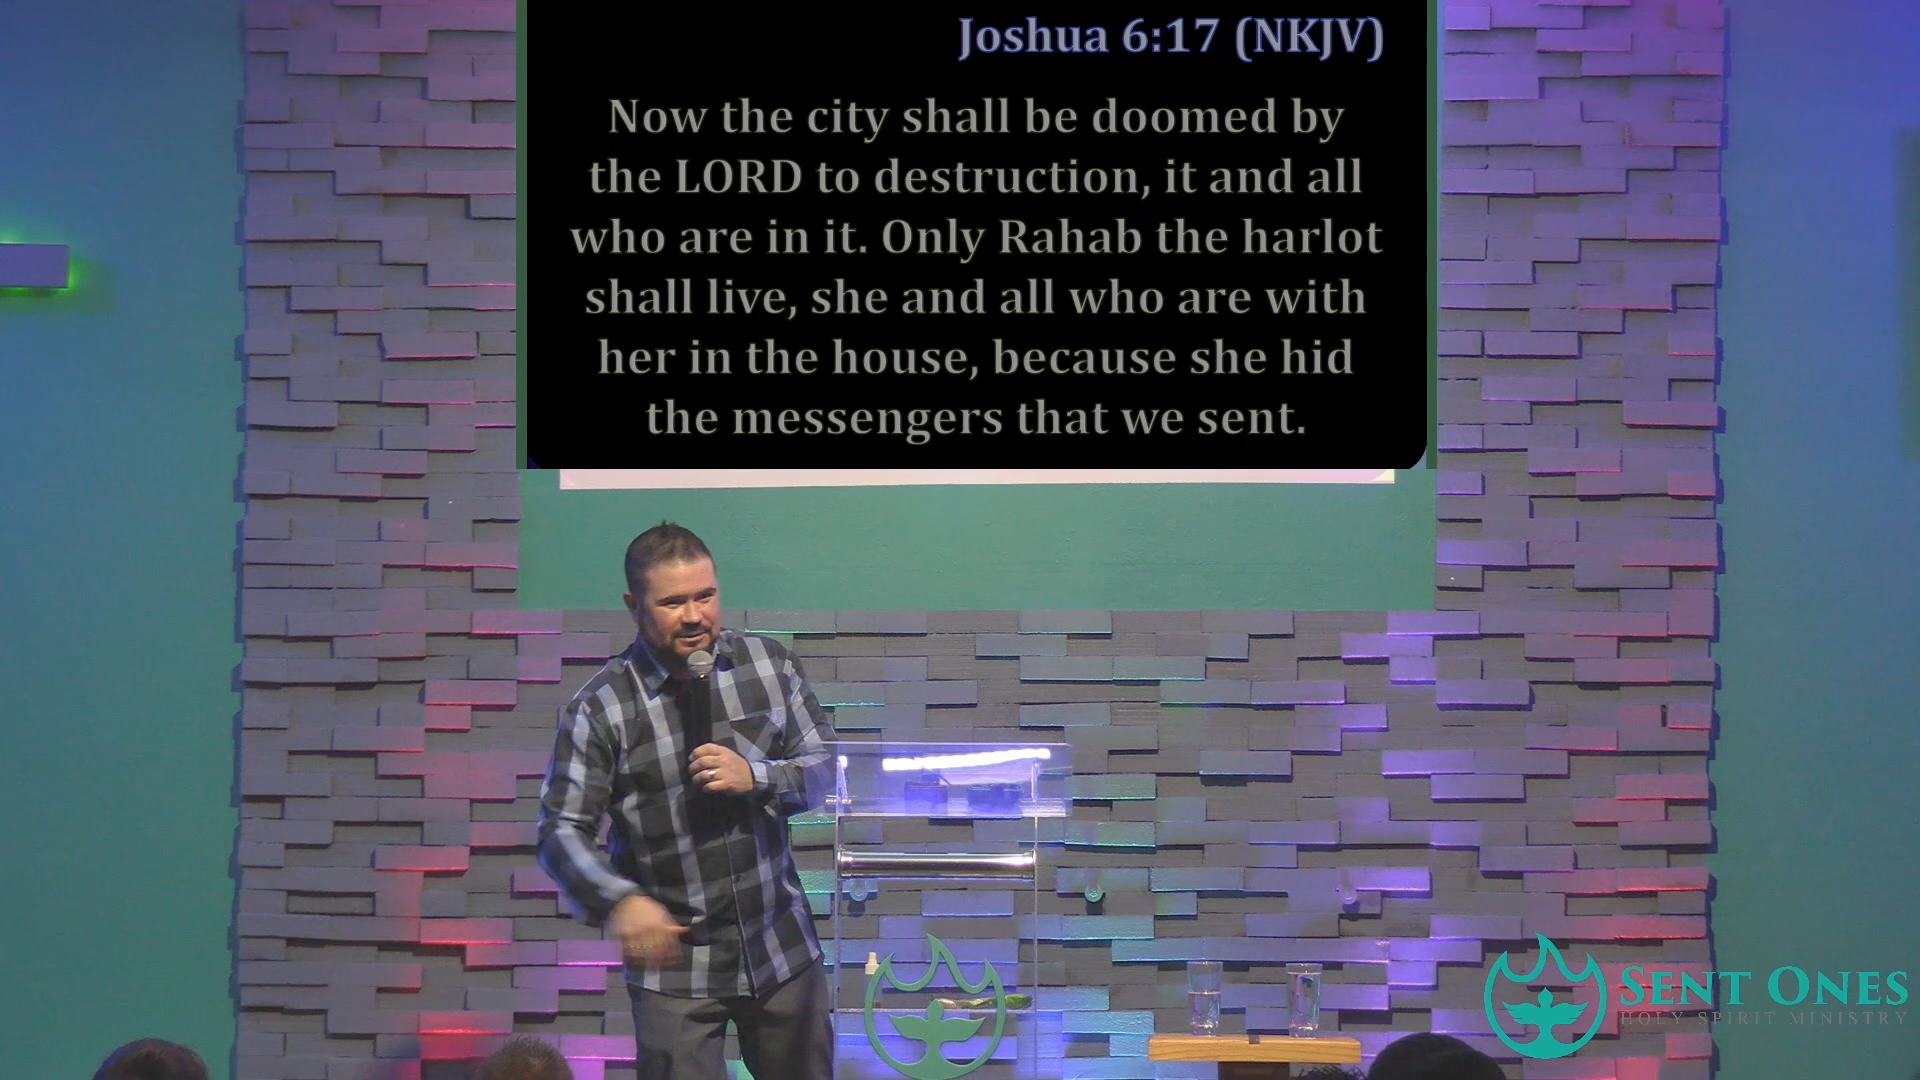 Joshua 6:17 (NKJV)
Now the city shall be doomed by
the LORD to destruction, it and all
who are in it. Only Rahab the harlot
shall live, she and all who are with
her in the house, because she hid
the messengers that we sent.
SENT ONES
HOLY SPIRIT MINISTRY